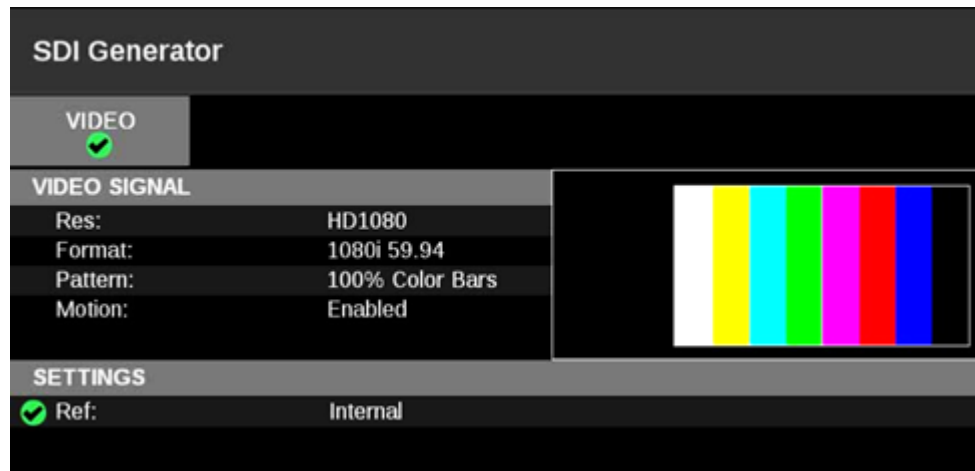 SDI Generator
VIDEO
VIDEO SIGNAL
Res: HD1080
Format: 1080i 59.94
Pattern: 100% Color Bars
Motion: Enabled
SETTINGS
Ref: Internal